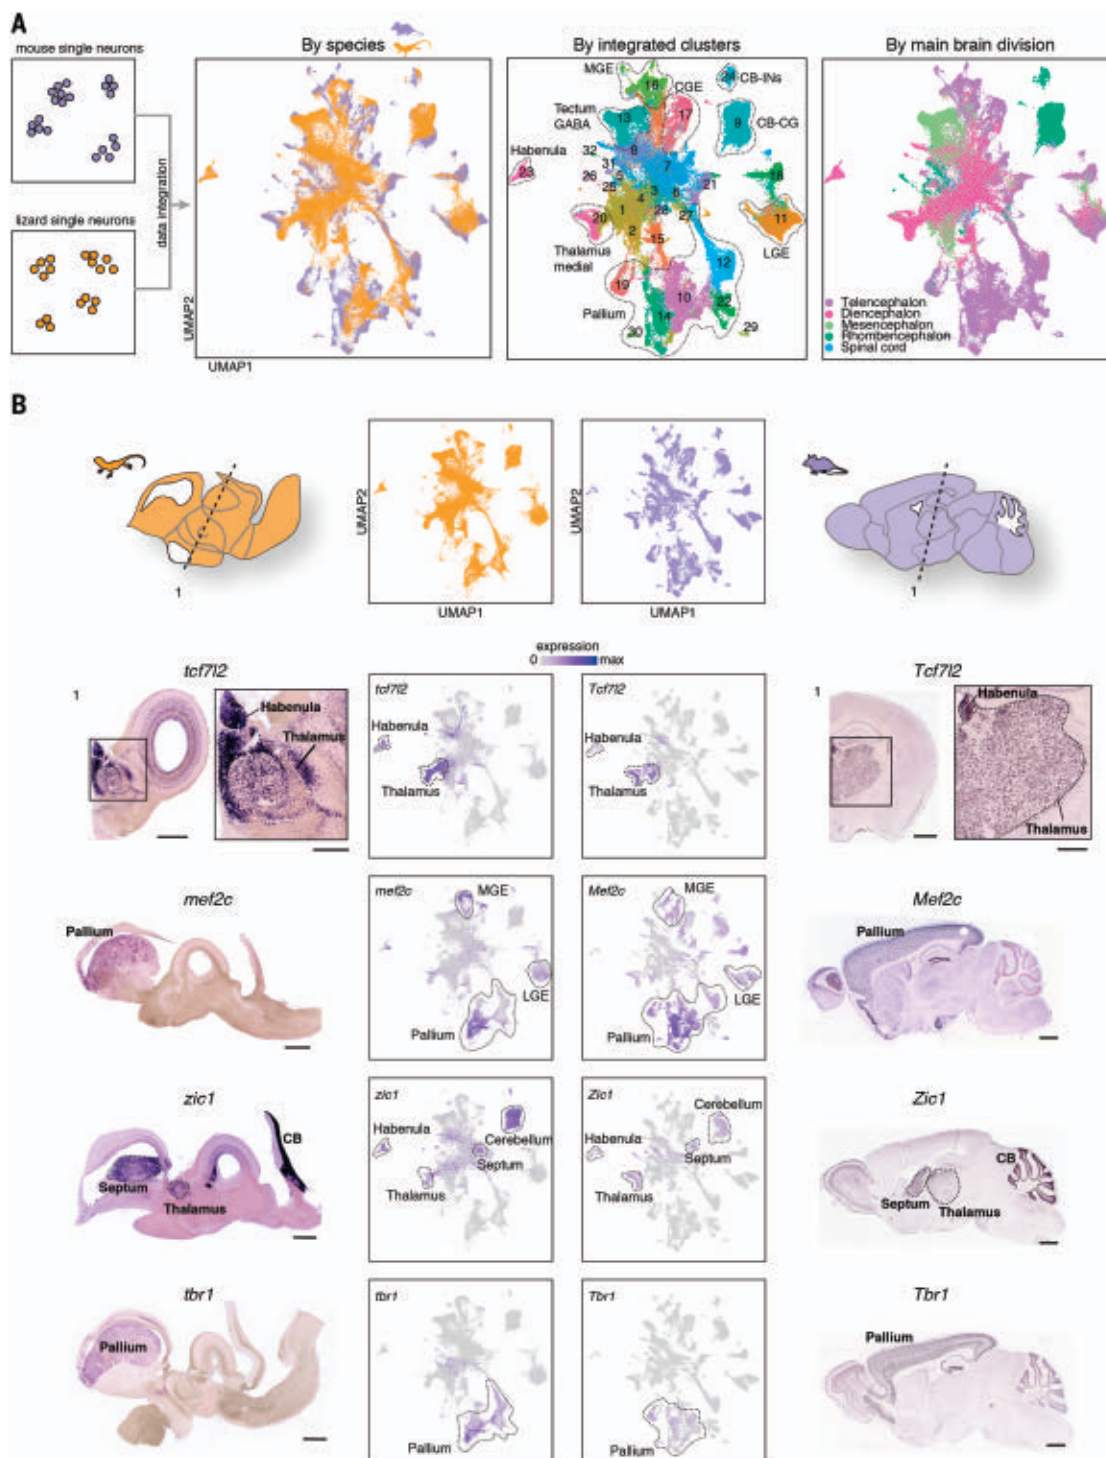 A
mouse single neurons
lizard single neurons
data integration
By species
UMAP2
UMAP1
By integrated clusters
MGE
16
CGE
24
CB-INs
Tectum
GABA
13
17
9
CB-CG
Habenula
23
32
8
31
7
26
5
25
3
6
21
18
4
1
28
27
20
11
2
15
Thalamus
medial
LGE
12
19
10
22
Pallium
14
30
29
By main brain division
Telencephalon
Diencephalon
Mesencephalon
Rhombencephalon
Spinal cord
B
1
UMAP2
UMAP1
UMAP2
UMAP1
1
expression
0
max
tcf7l2
1
Habenula
Thalamus
tcf7l2
Habenula
Thalamus
Tcf7l2
Habenula
Thalamus
Tcf7l2
1
Habenula
Thalamus
mef2c
Pallium
mef2c
MGE
LGE
Pallium
Mef2c
MGE
LGE
Pallium
Mef2c
Pallium
zic1
CB
Septum
Thalamus
zic1
Habenula
Cerebellum
Septum
Thalamus
Zic1
Cerebellum
Habenula
Septum
Thalamus
Zic1
CB
Septum
Thalamus
tbr1
Pallium
tbr1
Pallium
Tbr1
Pallium
Tbr1
Pallium